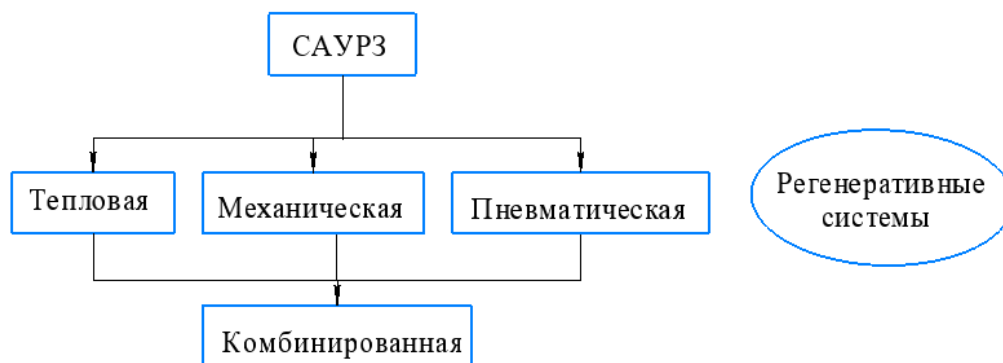 САУРЗ
Тепловая
Механическая
Пневматическая
Регенеративные
системы
Комбинированная